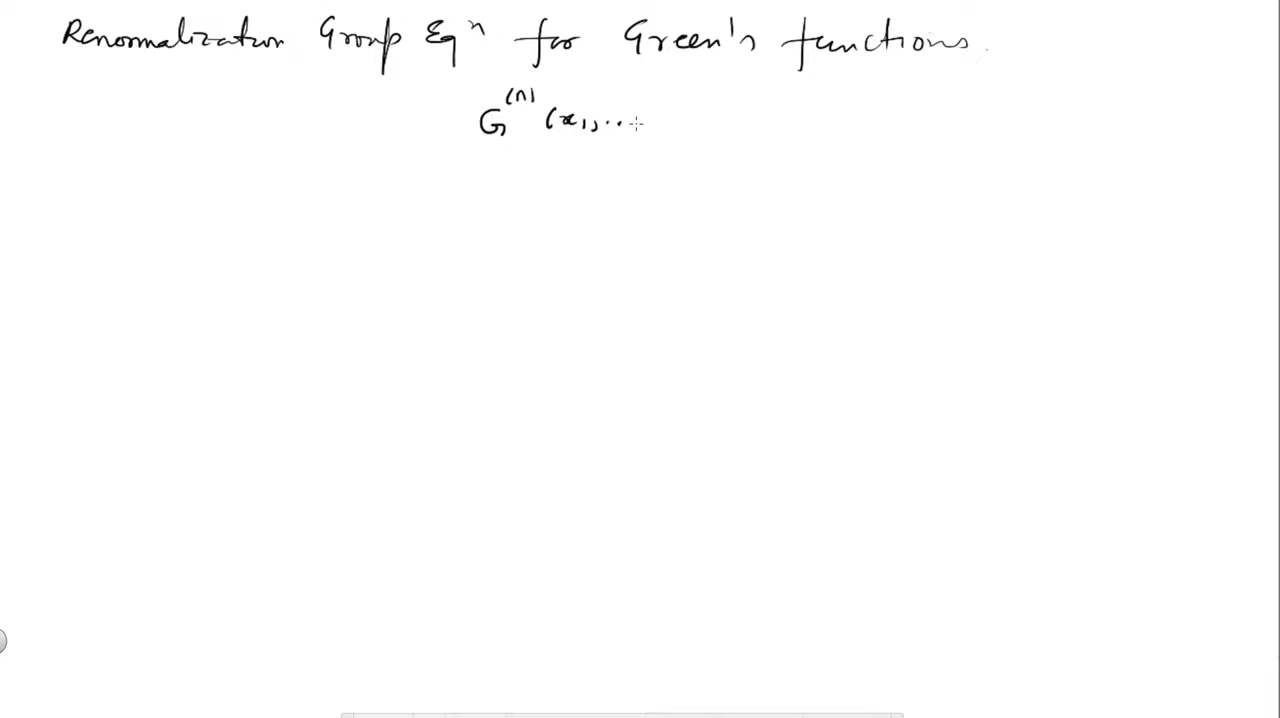 Renormalization Group Eqⁿ for Green's functions.
G⁽ⁿ⁾ (x₁, ...